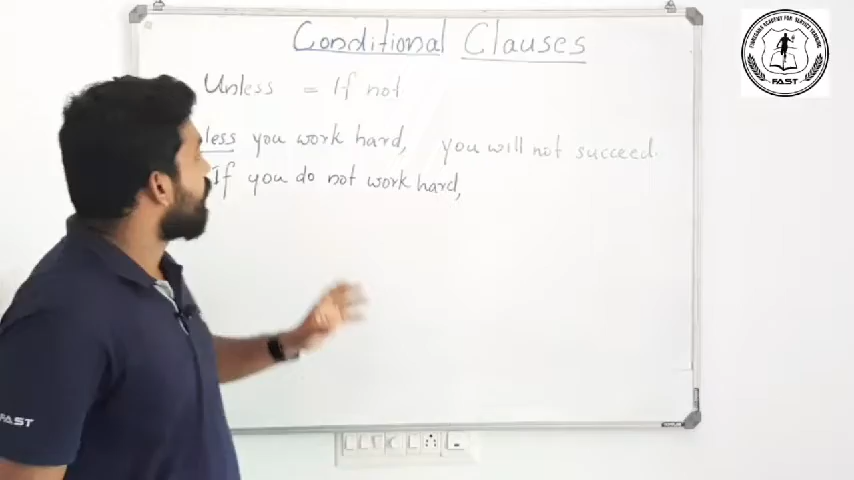 Conditional Clauses
Unless = If not
less you work hard, you will not succeed.
If you do not work hard,
FAST
FAST